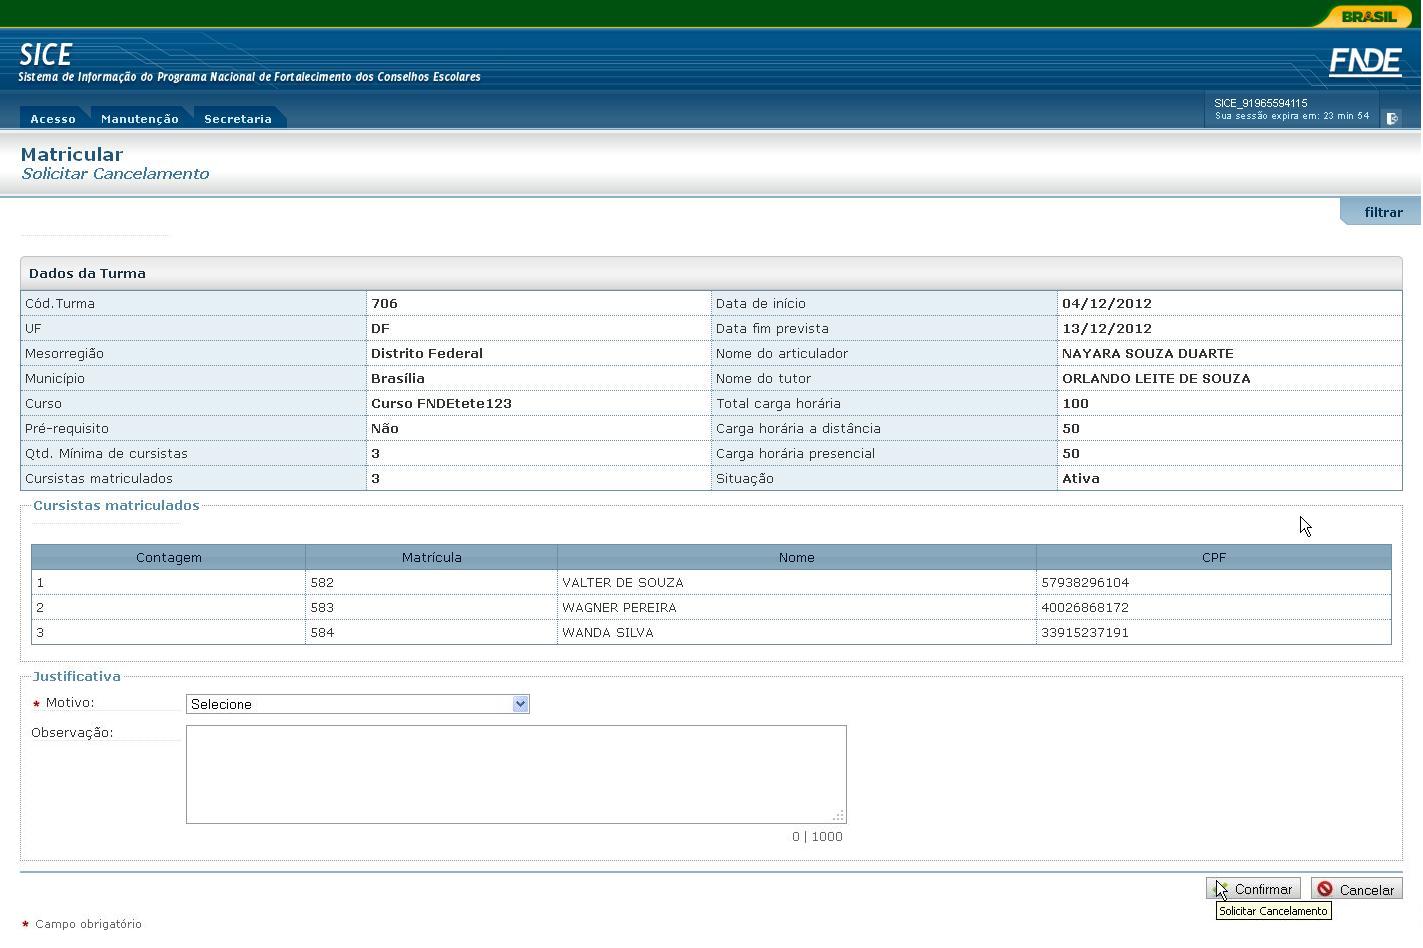 BRASIL
SICE
Sistema de Informação do Programa Nacional de Fortalecimento dos Conselhos Escolares
FNDE
Acesso Manutenção Secretaria
SICE_91965594115
Sua sessão expira em: 23 min 54
Matricular
Solicitar Cancelamento
filtrar
Dados da Turma
Cód.Turma 706 Data de início 04/12/2012
UF DF Data fim prevista 13/12/2012
Mesorregião Distrito Federal Nome do articulador NAYARA SOUZA DUARTE
Município Brasília Nome do tutor ORLANDO LEITE DE SOUZA
Curso Curso FNDEtete123 Total carga horária 100
Pré-requisito Não Carga horária a distância 50
Qtd. Mínima de cursistas 3 Carga horária presencial 50
Cursistas matriculados 3 Situação Ativa
Cursistas matriculados
Contagem Matrícula Nome CPF
1 582 VALTER DE SOUZA 57938296104
2 583 WAGNER PEREIRA 40026868172
3 584 WANDA SILVA 33915237191
Justificativa
* Motivo: Selecione
Observação:
0 | 1000
Confirmar Cancelar
Solicitar Cancelamento
* Campo obrigatório